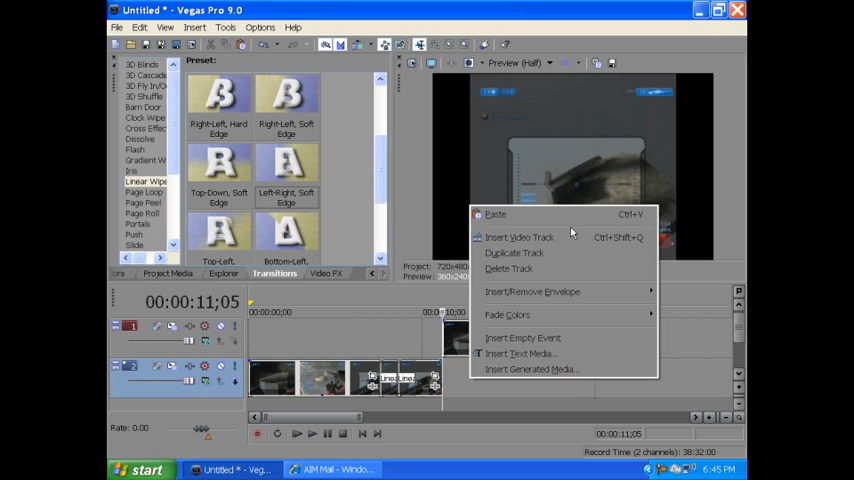 Untitled * - Vegas Pro 9.0
File Edit View Insert Tools Options Help
3D Blinds
3D Cascade
3D Fly In/O
3D Shuffle
Barn Door
Clock Wipe
Cross Effec
Dissolve
Flash
Gradient W
Iris
Linear Wipe
Page Loop
Page Peel
Page Roll
Portals
Push
Slide
Preset:
Right-Left, Hard Edge
Right-Left, Soft Edge
Top-Down, Soft Edge
Left-Right, Soft Edge
Top-Left,
Bottom-Left,
Preview (Half)
Project: 720x480
Preview: 360x240
Paste Ctrl+V
Insert Video Track Ctrl+Shift+Q
Duplicate Track
Delete Track
Insert/Remove Envelope
Fade Colors
Insert Empty Event
Insert Text Media...
Insert Generated Media...
ors Project Media Explorer Transitions Video FX
00:00:11;05
00:00:00;00
00:00:10;00
1
2
Linea Linea
Rate: 0.00
00:00:11;05
Record Time (2 channels): 38:32:00
start Untitled * - Veg... AIM Mail - Windo... 6:45 PM